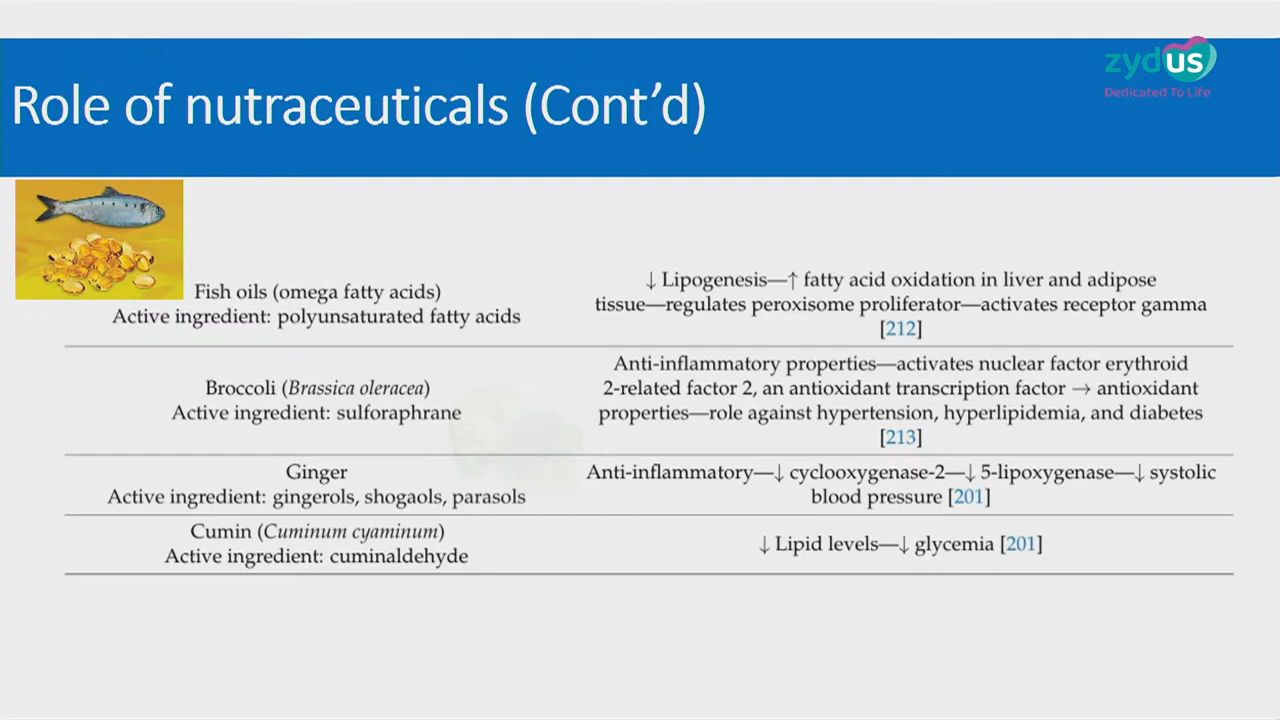 zydus
Dedicated To Life
Role of nutraceuticals (Cont’d)
Fish oils (omega fatty acids)
Active ingredient: polyunsaturated fatty acids
↓ Lipogenesis—↑ fatty acid oxidation in liver and adipose
tissue—regulates peroxisome proliferator—activates receptor gamma
[212]
Broccoli (Brassica oleracea)
Active ingredient: sulforaphrane
Anti-inflammatory properties—activates nuclear factor erythroid
2-related factor 2, an antioxidant transcription factor → antioxidant
properties—role against hypertension, hyperlipidemia, and diabetes
[213]
Ginger
Active ingredient: gingerols, shogaols, parasols
Anti-inflammatory—↓ cyclooxygenase-2—↓ 5-lipoxygenase—↓ systolic
blood pressure [201]
Cumin (Cuminum cyaminum)
Active ingredient: cuminaldehyde
↓ Lipid levels—↓ glycemia [201]